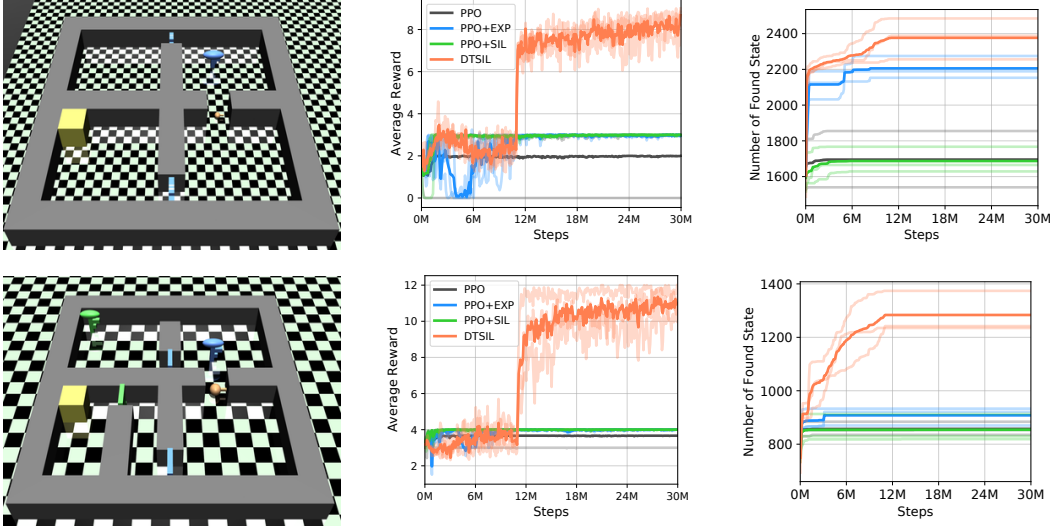 Average Reward
8
6
4
2
0
PPO
PPO+EXP
PPO+SIL
DTSIL
0M 6M 12M 18M 24M 30M
Steps
Number of Found State
2400
2200
2000
1800
1600
0M 6M 12M 18M 24M 30M
Steps
Average Reward
12
10
8
6
4
2
PPO
PPO+EXP
PPO+SIL
DTSIL
0M 6M 12M 18M 24M 30M
Steps
Number of Found State
1400
1200
1000
800
0M 6M 12M 18M 24M 30M
Steps